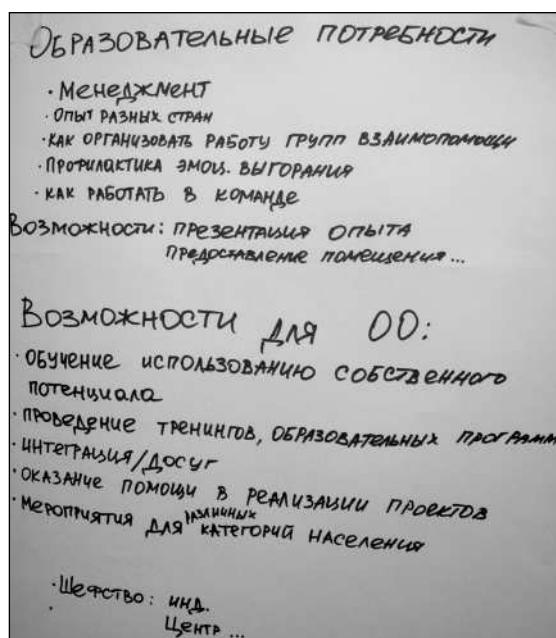 ОБРАЗОВАТЕЛЬНЫЕ ПОТРЕБНОСТИ
· МЕНЕДЖМЕНТ
· ОПЫТ РАЗНЫХ СТРАН
· КАК ОРГАНИЗОВАТЬ РАБОТУ ГРУПП ВЗАИМОПОМОЩИ
· ПРОФИЛАКТИКА ЭМОЦ. ВЫГОРАНИЯ
· КАК РАБОТАТЬ В КОМАНДЕ
ВОЗМОЖНОСТИ: ПРЕЗЕНТАЦИЯ ОПЫТА
ПРЕДОСТАВЛЕНИЕ ПОМЕЩЕНИЯ...
ВОЗМОЖНОСТИ ДЛЯ ОО:
· ОБУЧЕНИЕ ИСПОЛЬЗОВАНИЮ СОБСТВЕННОГО
ПОТЕНЦИАЛА
· ПРОВЕДЕНИЕ ТРЕНИНГОВ, ОБРАЗОВАТЕЛЬНЫХ ПРОГРАММ
· ИНТЕГРАЦИЯ/ДОСУГ
· ОКАЗАНИЕ ПОМОЩИ В РЕАЛИЗАЦИИ ПРОЕКТОВ
· МЕРОПРИЯТИЯ ДЛЯ РАЗЛИЧНЫХ КАТЕГОРИЙ НАСЕЛЕНИЯ
· ШЕФСТВО: ИНД.
· ЦЕНТР...